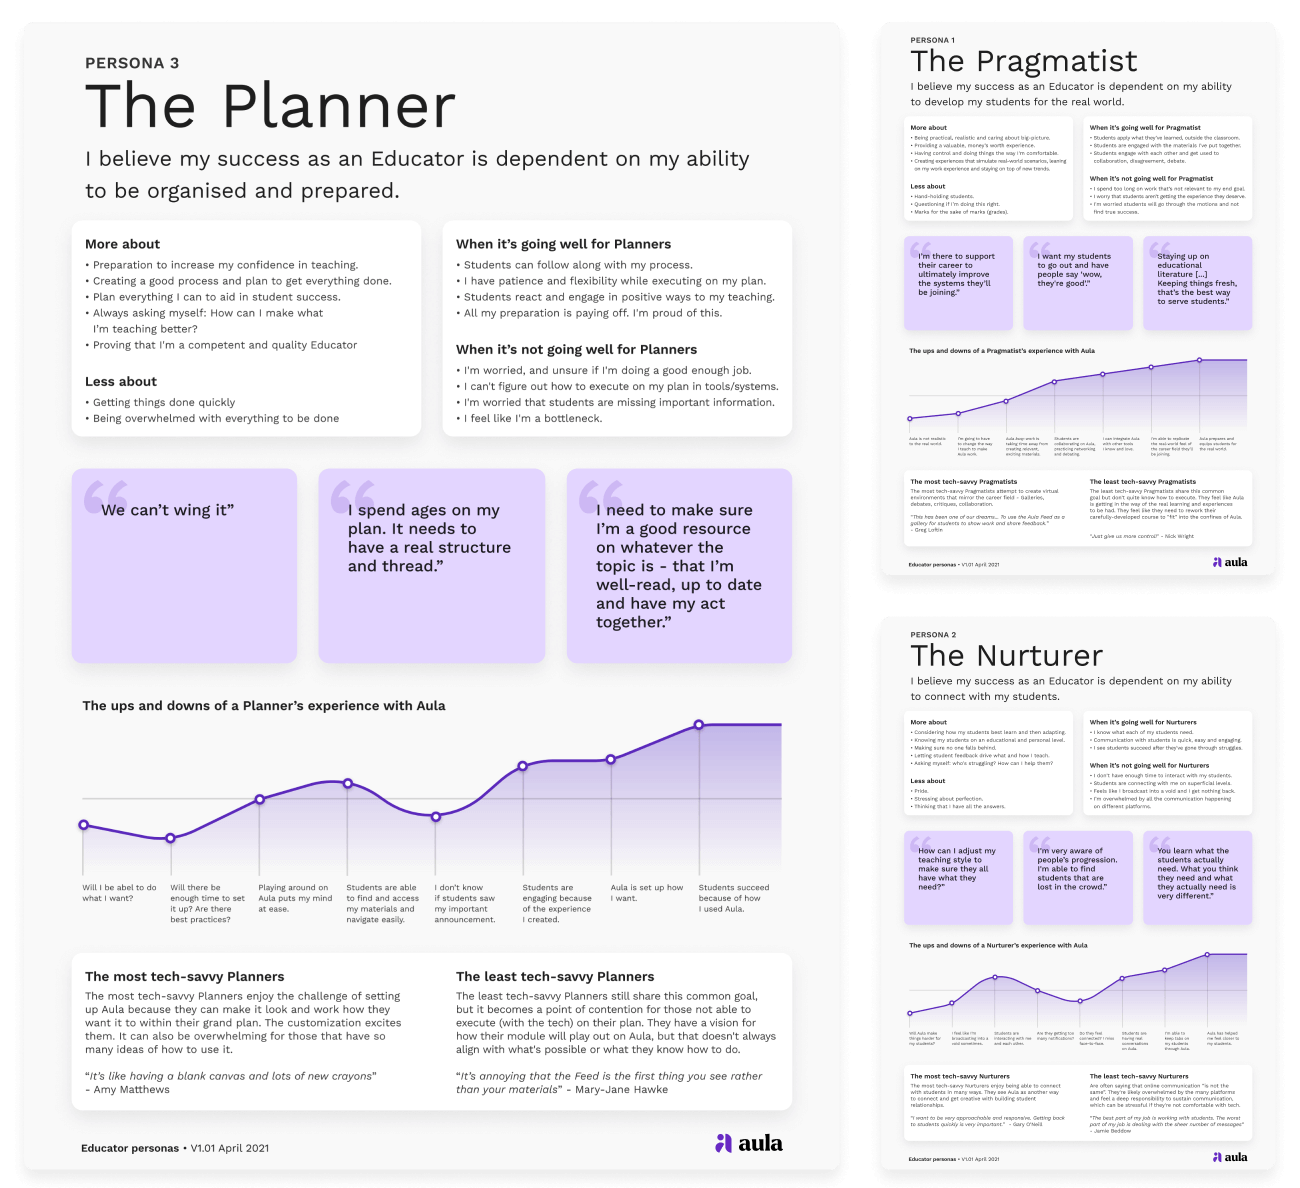 PERSONA 3
The Planner
I believe my success as an Educator is dependent on my ability
to be organised and prepared.
More about
• Preparation to increase my confidence in teaching.
• Creating a good process and plan to get everything done.
• Plan everything I can to aid in student success.
• Always asking myself: How can I make what
I'm teaching better?
• Proving that I'm a competent and quality Educator
Less about
• Getting things done quickly
• Being overwhelmed with everything to be done
When it's going well for Planners
• Students can follow along with my process.
• I have patience and flexibility while executing on my plan.
• Students react and engage in positive ways to my teaching.
• All my preparation is paying off. I'm proud of this.
When it's not going well for Planners
• I'm worried, and unsure if I'm doing a good enough job.
• I can't figure out how to execute on my plan in tools/systems.
• I'm worried that students are missing important information.
• I feel like I'm a bottleneck.
“We can't wing it”
“I spend ages on my
plan. It needs to
have a real structure
and thread.”
“I need to make sure
I'm a good resource
on whatever the
topic is - that I'm
well-read, up to date
and have my act
together.”
The ups and downs of a Planner's experience with Aula
Will I be abel to do
what I want?
Will there be
enough time to set
it up? Are there
best practices?
Playing around on
Aula puts my mind
at ease.
Students are able
to find and access
my materials and
navigate easily.
I don't know
if students saw
my important
announcement.
Students are
engaging because
of the experience
I created.
Aula is set up how
I want.
Students succeed
because of how
I used Aula.
The most tech-savvy Planners
The most tech-savvy Planners enjoy the challenge of setting
up Aula because they can make it look and work how they
want it to within their grand plan. The customization excites
them. It can also be overwhelming for those that have so
many ideas of how to use it.
“It's like having a blank canvas and lots of new crayons”
- Amy Matthews
The least tech-savvy Planners
The least tech-savvy Planners still share this common goal,
but it becomes a point of contention for those not able to
execute (with the tech) on their plan. They have a vision for
how their module will play out on Aula, but that doesn't always
align with what's possible or what they know how to do.
“It's annoying that the Feed is the first thing you see rather
than your materials” - Mary-Jane Hawke
Educator personas • V1.01 April 2021
aula
PERSONA 1
The Pragmatist
I believe my success as an Educator is dependent on my ability
to develop my students for the real world.
More about
• Being practical, realistic and caring about big-picture.
• Providing a valuable, money's worth experience.
• Having control and doing things the way I'm comfortable.
• Creating experiences that simulate real-world scenarios, leaning
on my work experience and staying on top of new trends.
Less about
• Hand-holding students.
• Questioning if I'm doing this right.
• Marks for the sake of marks (grades).
When it's going well for Pragmatist
• Students apply what they've learned, outside the classroom.
• Students are engaged with the materials I've put together.
• Students engage with each other and get used to
collaboration, disagreement, debate.
When it's not going well for Pragmatist
• I spend too long on work that's not relevant to my end goal.
• I worry that students aren't getting the experience they deserve.
• I'm worried students will go through the motions and not
find true success.
“I'm there to support
their career to
ultimately improve
the systems they'll
be joining.”
“I want my students
to go out and have
people say 'wow,
they're good'.”
“Staying up on
educational
literature [...]
Keeping things fresh,
that's the best way
to serve students.”
The ups and downs of a Pragmatist's experience with Aula
Aula is not realistic
to the real world.
I'm going to have
to change the way
I teach to make
Aula work.
Aula keep work is
taking time away from
creating relevant,
exciting materials.
Students are
collaborating on Aula,
practicing networking
and debating.
I can integrate Aula
with other tools
I know and love.
I'm able to replicate
the real-world feel of
the career field they'll
be joining.
Aula prepares and
equips students for
the real world.
The most tech-savvy Pragmatists
The most tech-savvy Pragmatists attempt to create virtual
environments that mirror the career field - Galleries,
debates, critiques, collaboration.
“This has been one of our dreams... To use the Aula Feed as a
gallery for students to show work and share feedback.”
- Greg Loftin
The least tech-savvy Pragmatists
The least tech-savvy Pragmatists share this common
goal but don't quite know how to execute. They feel like Aula
is getting in the way of the real learning and experiences
to be had. They feel like they need to rework their
carefully-developed course to "fit" into the confines of Aula.
“Just give us more control” - Nick Wright
Educator personas • V1.01 April 2021
aula
PERSONA 2
The Nurturer
I believe my success as an Educator is dependent on my ability
to connect with my students.
More about
• Considering how my students best learn and then adapting.
• Knowing my students on an educational and personal level.
• Making sure no one falls behind.
• Letting student feedback drive what and how I teach.
• Asking myself: who's struggling? How can I help them?
Less about
• Pride.
• Stressing about perfection.
• Thinking that I have all the answers.
When it's going well for Nurturers
• I know what each of my students need.
• Communication with students is quick, easy and engaging.
• I see students succeed after they've gone through struggles.
When it's not going well for Nurturers
• I don't have enough time to interact with my students.
• Students are connecting with me on superficial levels.
• Feels like I broadcast into a void and I get nothing back.
• I'm overwhelmed by all the communication happening
on different platforms.
“How can I adjust my
teaching style to
make sure they all
have what they
need?”
“I'm very aware of
people's progression.
I'm able to find
students that are
lost in the crowd.”
“You learn what the
students actually
need. What you think
they need and what
they actually need is
very different.”
The ups and downs of a Nurturer's experience with Aula
Will Aula make
things harder for
my students?
I feel like I'm
broadcasting into a
void sometimes.
Students are
interacting with me
and each other.
Are they getting too
many notifications?
Do they feel
connected? I miss
face-to-face.
Students are
having real
conversations
on Aula.
I'm able to
keep tabs on
my students
through Aula.
Aula has helped
me feel closer to
my students.
The most tech-savvy Nurturers
The most tech-savvy Nurturers enjoy being able to connect
with students in many ways. They see Aula as another way
to connect and get creative with building student
relationships.
“I want to be very approachable and responsive. Getting back
to students quickly is very important.” - Gary O'Neill
The least tech-savvy Nurturers
Are often saying that online communication "is not the
same". They're likely overwhelmed by the many platforms
and feel a deep responsibility to sustain communication,
which can be stressful if they're not comfortable with tech.
“The best part of my job is working with students. The worst
part of my job is dealing with the sheer number of messages”
- Jamie Beddow
Educator personas • V1.01 April 2021
aula